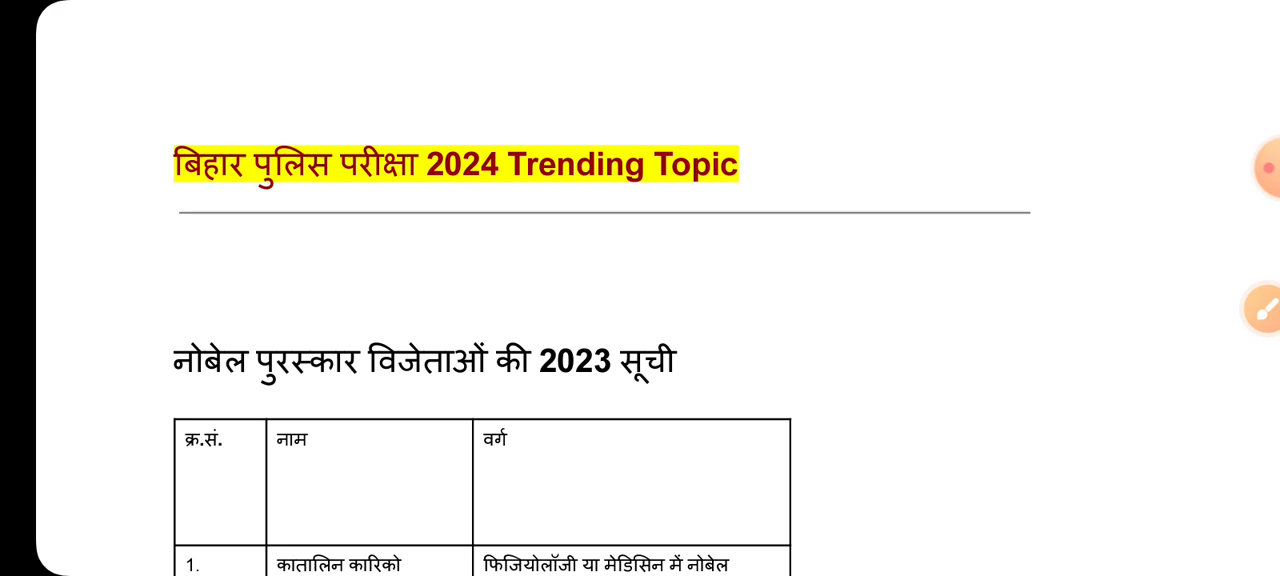 बिहार पुलिस परीक्षा 2024 Trending Topic
नोबेल पुरस्कार विजेताओं की 2023 सूची
क्र.सं. नाम वर्ग
1. कातालिन कारिको फिजियोलॉजी या मेडिसिन में नोबेल